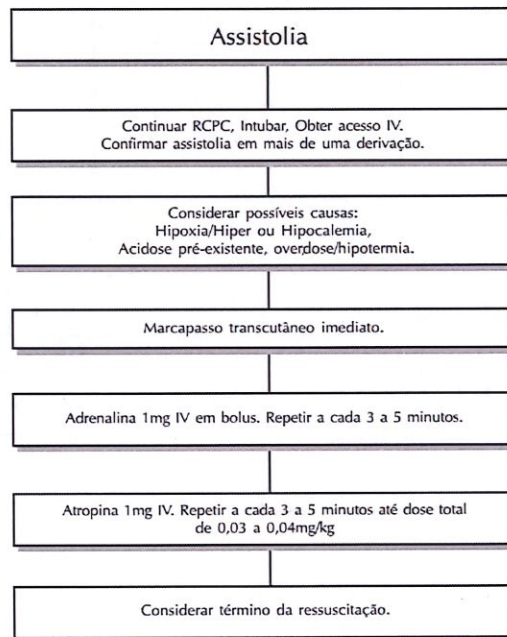 Assistolia
Continuar RCPC, Intubar, Obter acesso IV.
Confirmar assistolia em mais de uma derivação.
Considerar possíveis causas:
Hipoxia/Hiper ou Hipocalemia,
Acidose pré-existente, overdose/hipotermia.
Marcapasso transcutâneo imediato.
Adrenalina 1mg IV em bolus. Repetir a cada 3 a 5 minutos.
Atropina 1mg IV. Repetir a cada 3 a 5 minutos até dose total
de 0,03 a 0,04mg/kg
Considerar término da ressuscitação.